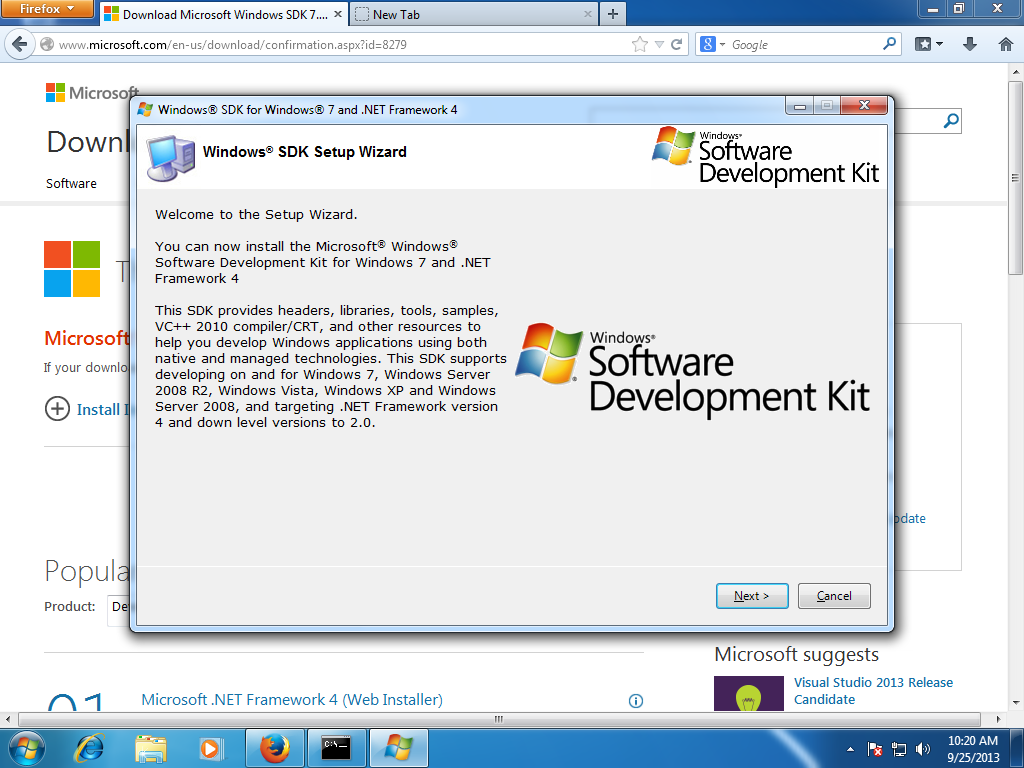 Firefox
Download Microsoft Windows SDK 7....
New Tab
www.microsoft.com/en-us/download/confirmation.aspx?id=8279
Google
Microsoft
Windows® SDK for Windows® 7 and .NET Framework 4
Windows® SDK Setup Wizard
Windows®
Software
Development Kit
Software
Welcome to the Setup Wizard.
You can now install the Microsoft® Windows®
Software Development Kit for Windows 7 and .NET
Framework 4
This SDK provides headers, libraries, tools, samples,
VC++ 2010 compiler/CRT, and other resources to
help you develop Windows applications using both
native and managed technologies. This SDK supports
developing on and for Windows 7, Windows Server
2008 R2, Windows Vista, Windows XP and Windows
Server 2008, and targeting .NET Framework version
4 and down level versions to 2.0.
Windows®
Software
Development Kit
Microsoft
If your downlo
Install I
pdate
Next >
Cancel
Popula
Product:
De
Microsoft suggests
Visual Studio 2013 Release
Candidate
01
Microsoft .NET Framework 4 (Web Installer)
C:\
10:20 AM
9/25/2013